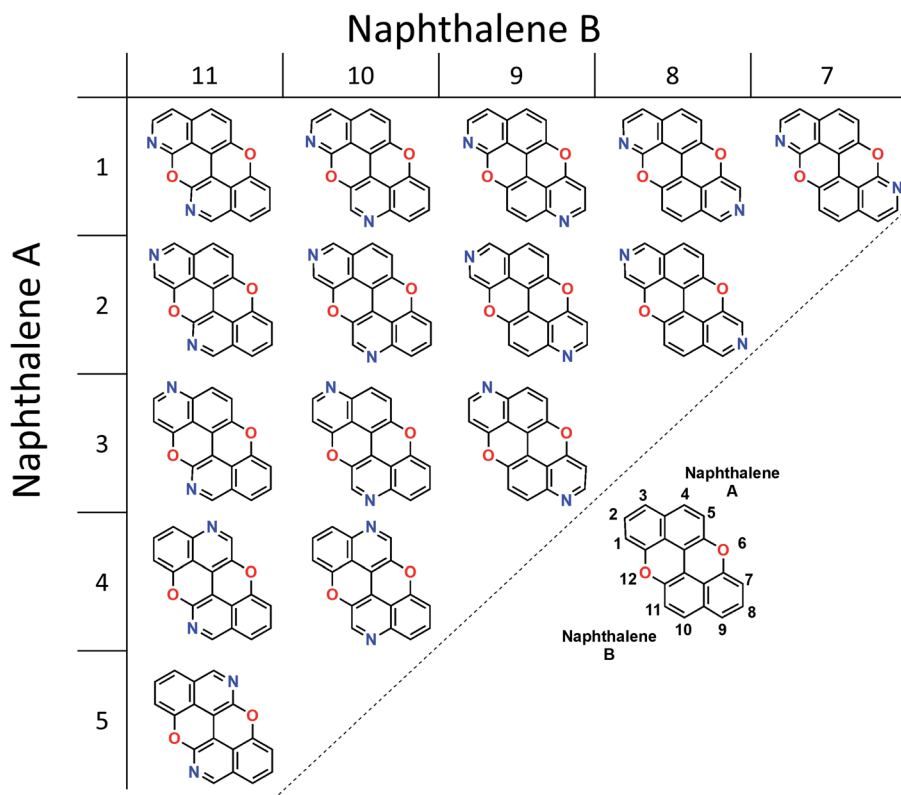 Naphthalene B
11 10 9 8 7
Naphthalene A
1
N O O N
N O O N
N O O N
N O O N
N O O N
2
N O O N
N O O N
N O O N
N O O N
3
N O O N
N O O N
N O O N
4
N O O N
N O O N
5
N O O N
Naphthalene
A
3 4
2 5
1 O 6
12 O 7
11 8
10 9
Naphthalene
B